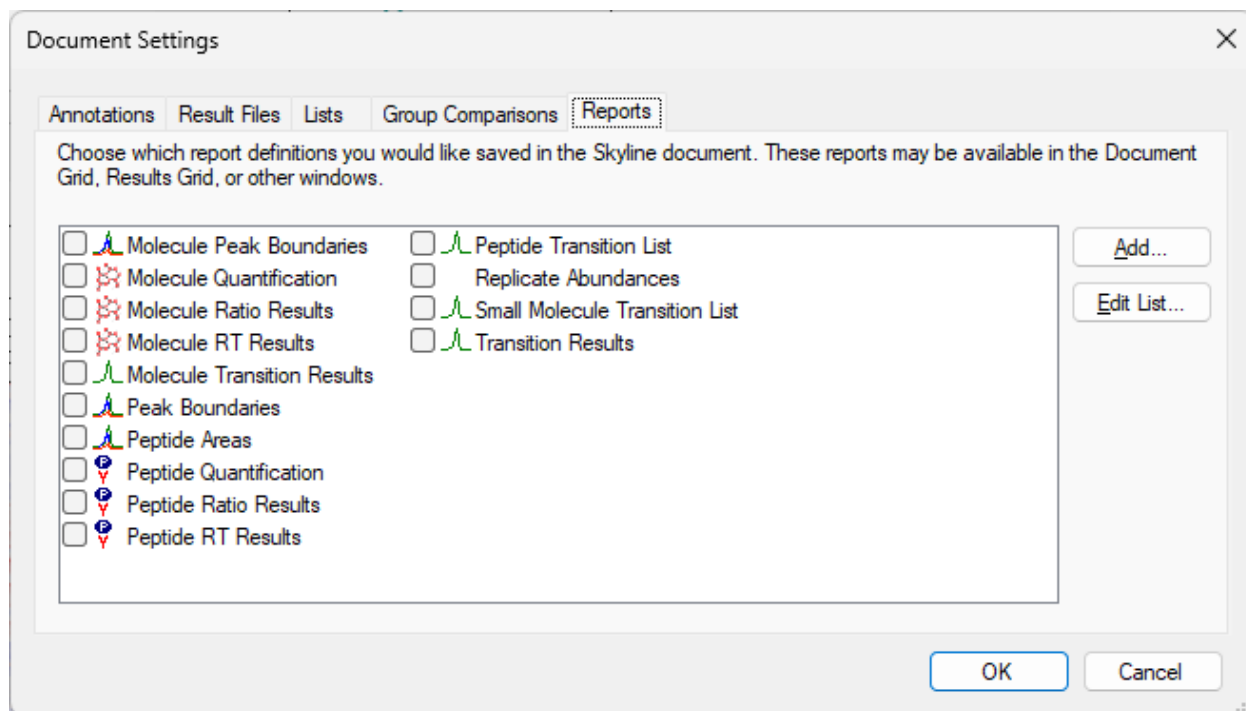 Document Settings
Annotations Result Files Lists Group Comparisons Reports
Choose which report definitions you would like saved in the Skyline document. These reports may be available in the Document
Grid, Results Grid, or other windows.
Molecule Peak Boundaries
Molecule Quantification
Molecule Ratio Results
Molecule RT Results
Molecule Transition Results
Peak Boundaries
Peptide Areas
Peptide Quantification
Peptide Ratio Results
Peptide RT Results
Peptide Transition List
Replicate Abundances
Small Molecule Transition List
Transition Results
Add...
Edit List...
OK
Cancel